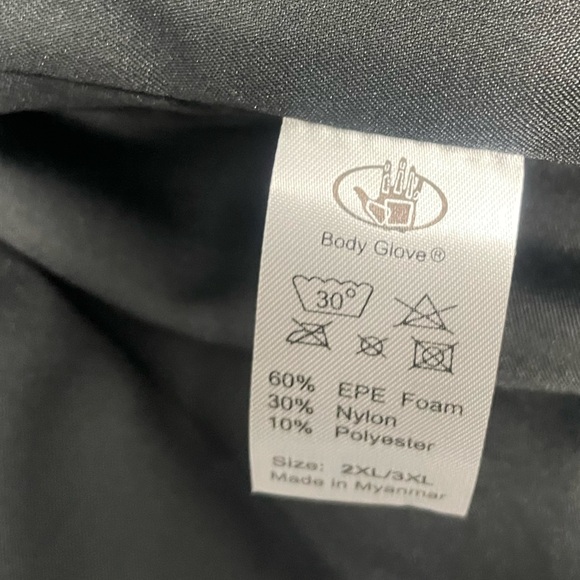 Body Glove®
30°
60% EPE Foam
30% Nylon
10% Polyester
Size: 2XL/3XL
Made in Myanmar